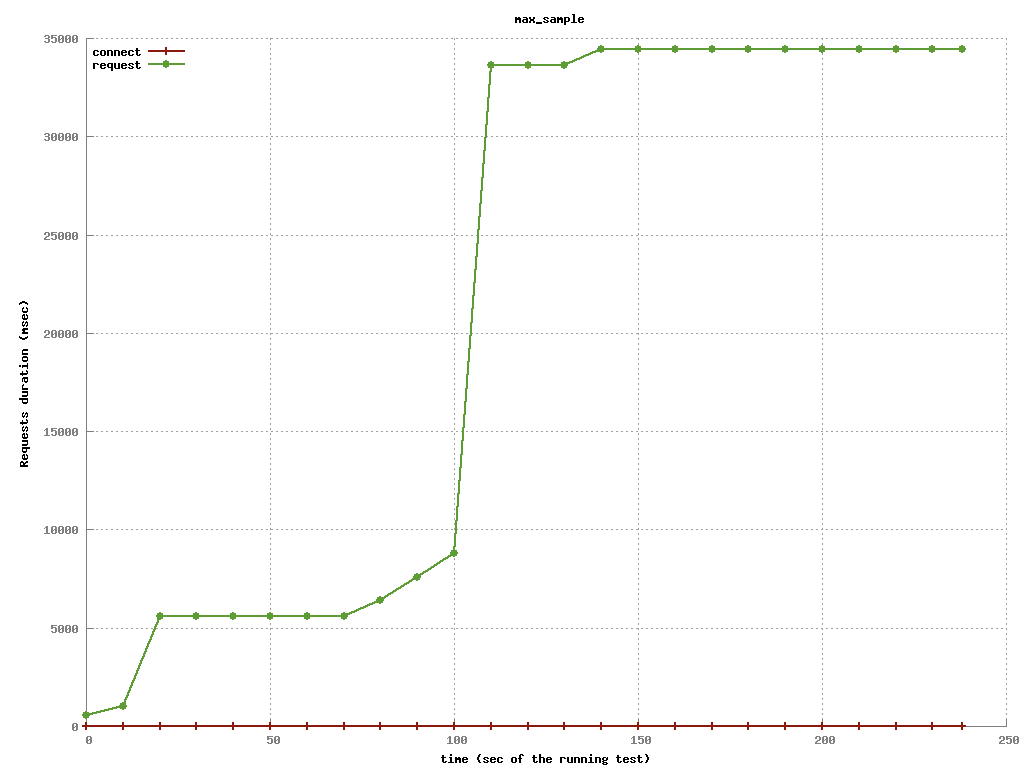 max_sample
35000
connect
request
30000
25000
20000
Requests duration (msec)
15000
10000
5000
0
0 50 100 150 200 250
time (sec of the running test)